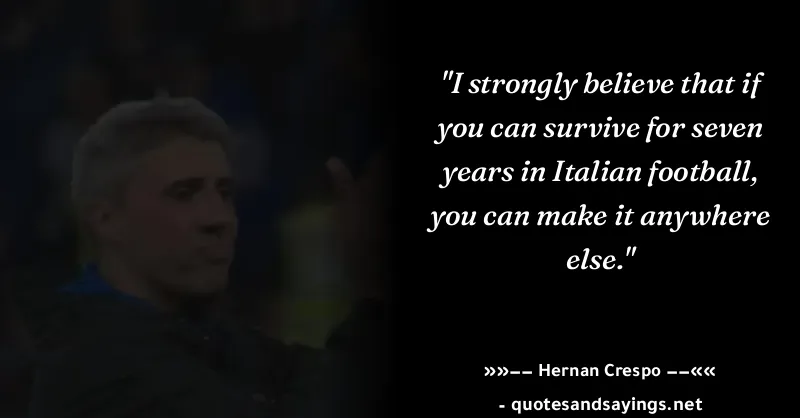 "I strongly believe that if
you can survive for seven
years in Italian football,
you can make it anywhere
else."
»»−− Hernan Crespo −−««
- quotesandsayings.net